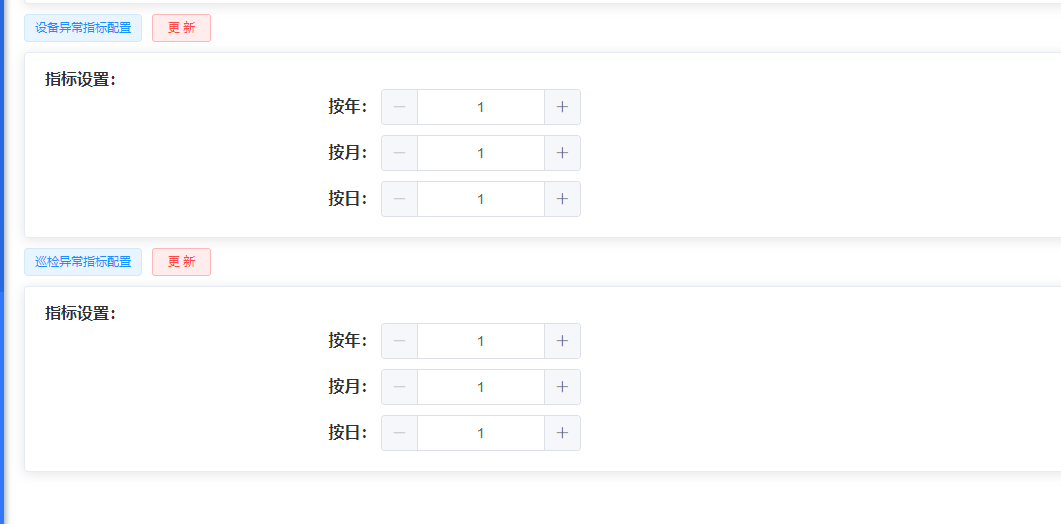 设备异常指标配置 更 新
指标设置：
按年： 1
按月： 1
按日： 1
巡检异常指标配置 更 新
指标设置：
按年： 1
按月： 1
按日： 1